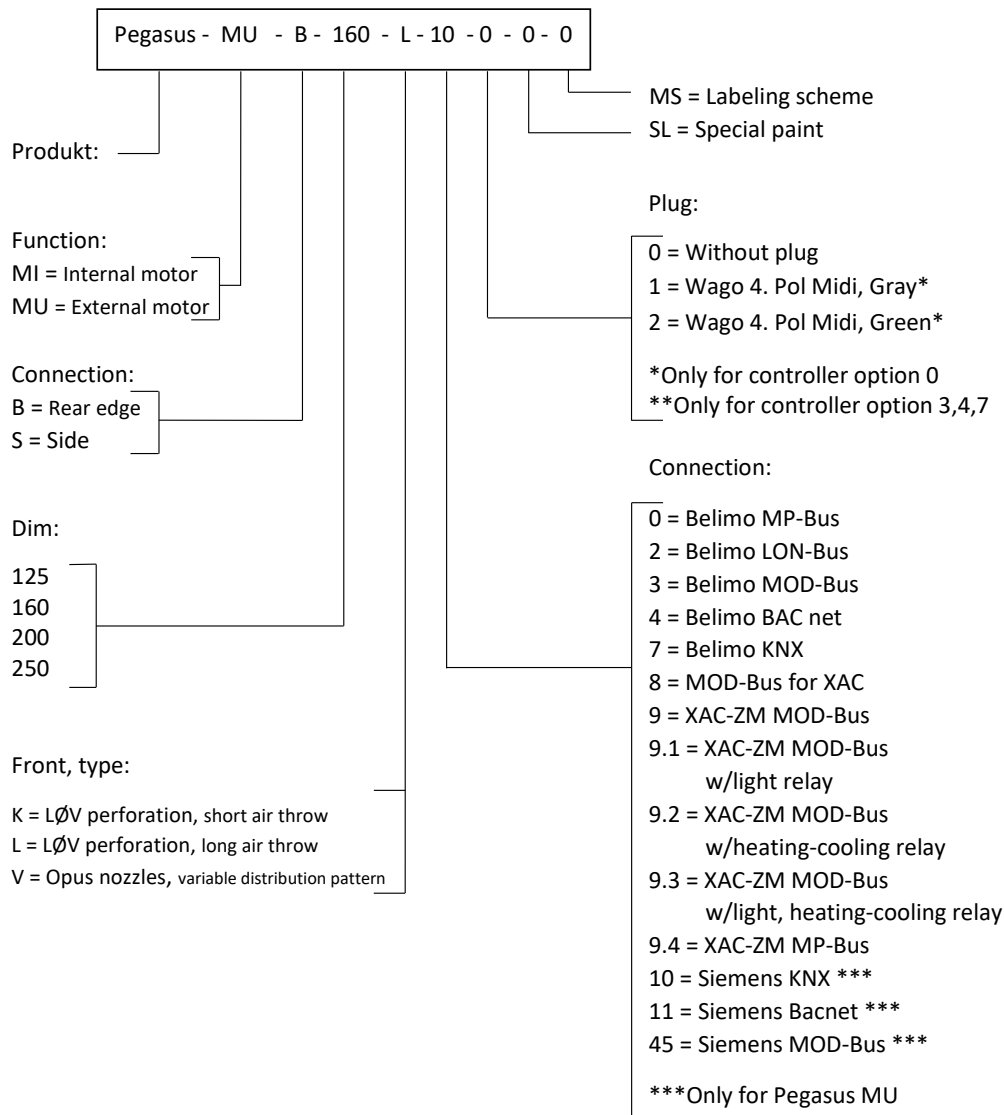 Pegasus - MU - B - 160 - L - 10 - 0 - 0 - 0
MS = Labeling scheme
SL = Special paint
Produkt:
Function:
MI = Internal motor
MU = External motor
Connection:
B = Rear edge
S = Side
Dim:
125
160
200
250
Front, type:
K = LØV perforation, short air throw
L = LØV perforation, long air throw
V = Opus nozzles, variable distribution pattern
Plug:
0 = Without plug
1 = Wago 4. Pol Midi, Gray*
2 = Wago 4. Pol Midi, Green*
*Only for controller option 0
**Only for controller option 3,4,7
Connection:
0 = Belimo MP-Bus
2 = Belimo LON-Bus
3 = Belimo MOD-Bus
4 = Belimo BAC net
7 = Belimo KNX
8 = MOD-Bus for XAC
9 = XAC-ZM MOD-Bus
9.1 = XAC-ZM MOD-Bus
w/light relay
9.2 = XAC-ZM MOD-Bus
w/heating-cooling relay
9.3 = XAC-ZM MOD-Bus
w/light, heating-cooling relay
9.4 = XAC-ZM MP-Bus
10 = Siemens KNX ***
11 = Siemens Bacnet ***
45 = Siemens MOD-Bus ***
***Only for Pegasus MU